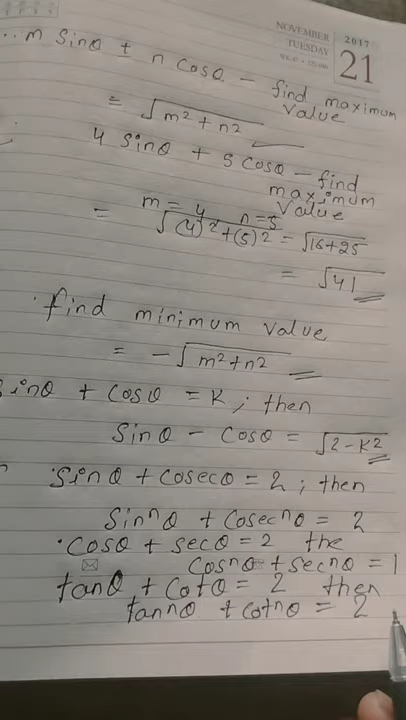 NOVEMBER 2017
TUESDAY 21
m Sinθ ± n cosθ - find maximum value
= √m²+n²
4 Sinθ + 5 cosθ - find maximum value
m = 4 n = 5
= √(4)²+(5)2 = √16+25
= √41
find minimum value
= -√m²+n²
Sinθ + cosθ = K; then
Sinθ - cosθ = √2-K²
Sinθ + cosecθ = 2; then
Sinⁿθ + cosecⁿθ = 2
cosθ + secθ = 2 the
cosⁿθ + secⁿθ = 1
tanθ + cotθ = 2 then
tanⁿθ + cotⁿθ = 2